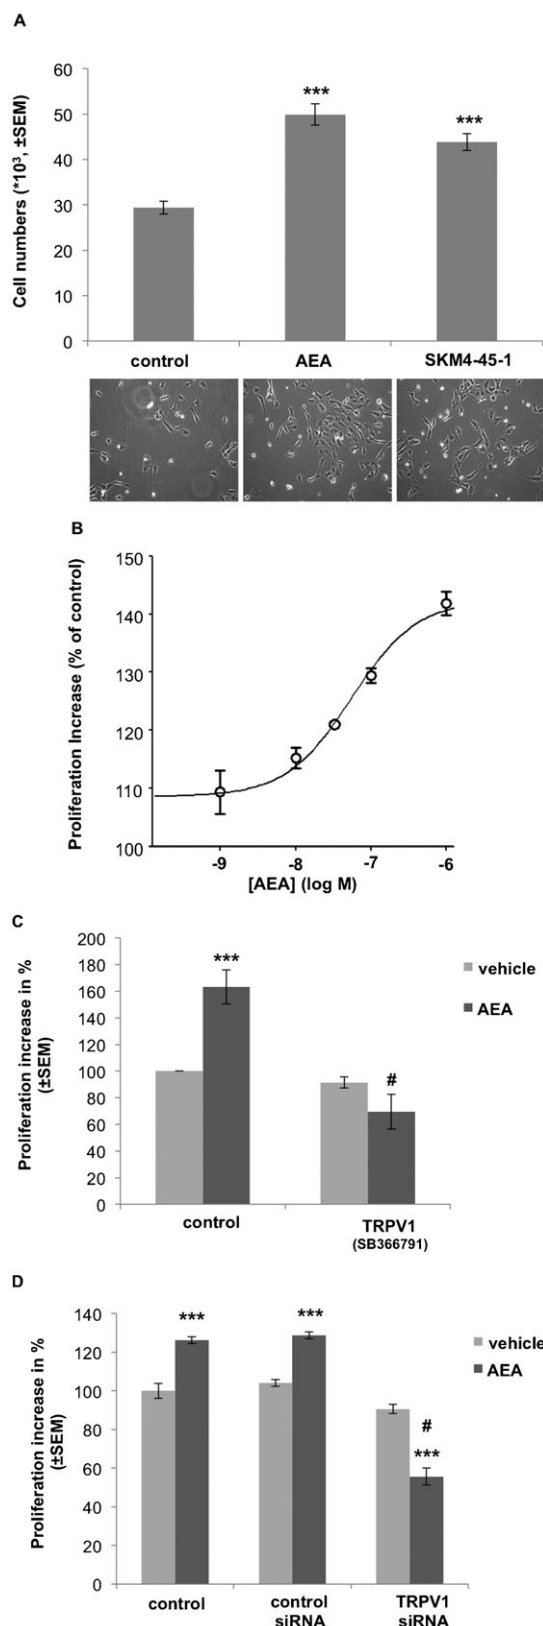 A
Cell numbers (*10³, ±SEM)
60
50
40
30
20
10
0
***
***
control
AEA
SKM4-45-1
B
Proliferation Increase (% of control)
150
140
130
120
110
100
-9
-8
-7
-6
[AEA] (log M)
C
Proliferation increase in %
(±SEM)
200
180
160
140
120
100
80
60
40
20
0
***
#
vehicle
AEA
control
TRPV1
(SB366791)
D
Proliferation increase in %
(±SEM)
140
120
100
80
60
40
20
0
***
***
#
***
vehicle
AEA
control
control
siRNA
TRPV1
siRNA